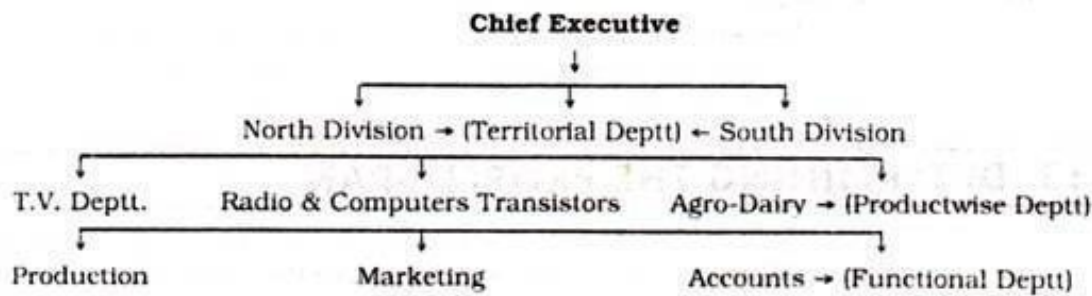 Chief Executive
North Division → (Territorial Deptt) ← South Division
T.V. Deptt. Radio & Computers Transistors Agro-Dairy → (Productwise Deptt)
Production Marketing Accounts → (Functional Deptt)